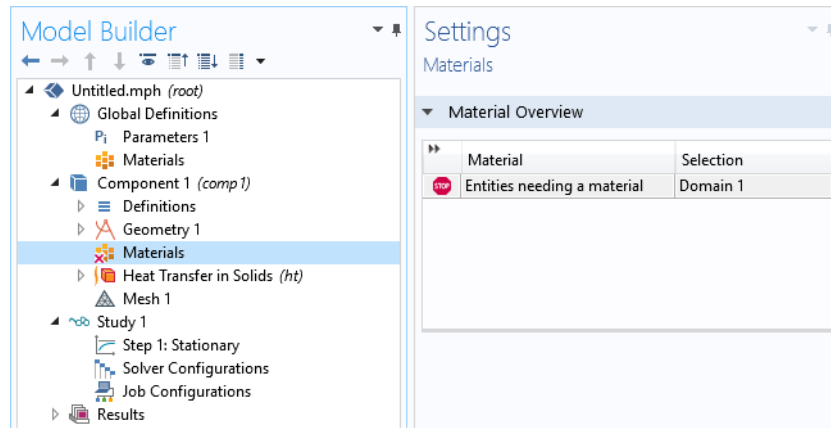 Model Builder
Untitled.mph (root)
Global Definitions
Pi Parameters 1
Materials
Component 1 (comp1)
Definitions
Geometry 1
Materials
Heat Transfer in Solids (ht)
Mesh 1
Study 1
Step 1: Stationary
Solver Configurations
Job Configurations
Results
Settings
Materials
Material Overview
Material Selection
STOP Entities needing a material Domain 1